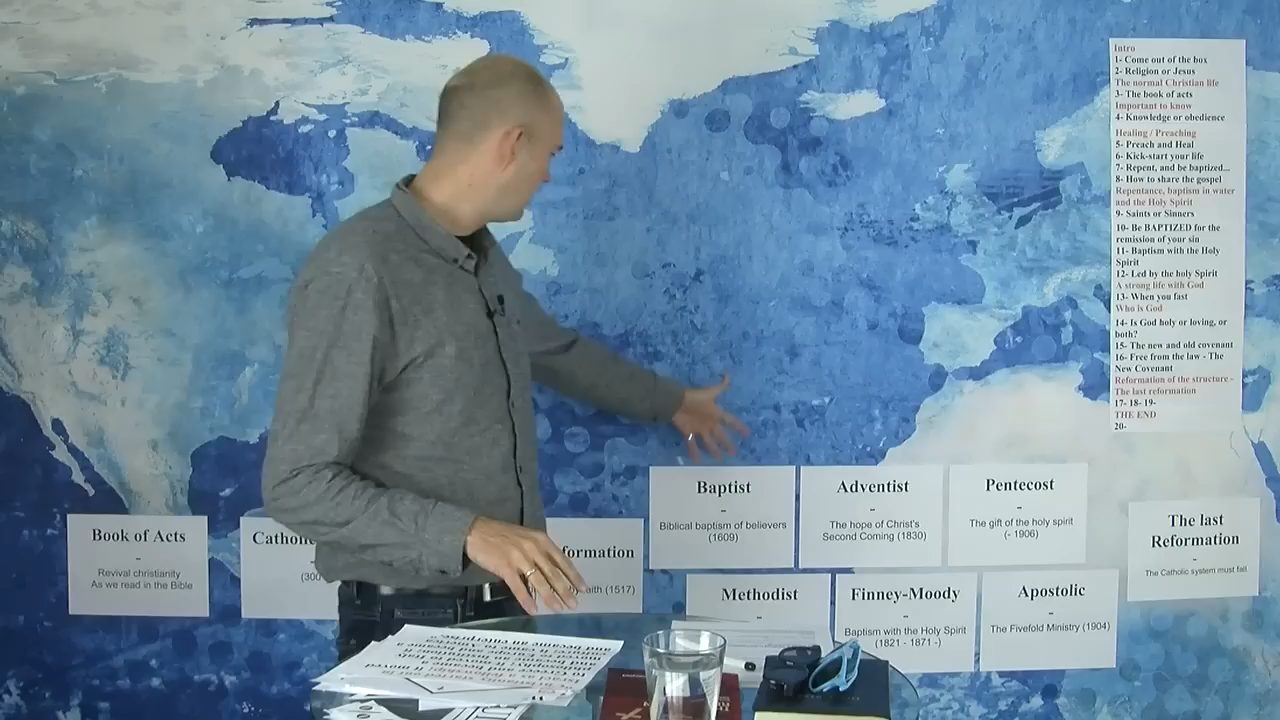 Intro
1- Come out of the box
2- Religion or Jesus
The normal Christian life
3- The book of acts
Important to know
4- Knowledge or obedience
Healing / Preaching
5- Preach and Heal
6- Kick-start your life
7- Repent, and be baptized...
8- How to share the gospel
Repentance, baptism in water
and the Holy Spirit
9- Saints or Sinners
10- Be BAPTIZED for the
remission of your sin
11- Baptism with the Holy
Spirit
12- Led by the holy Spirit
A strong life with God
13- When you fast
Who is God
14- Is God holy or loving, or
both?
15- The new and old covenant
16- Free from the law - The
New Covenant
Reformation of the structure -
The last reformation
17- 18- 19-
THE END
20-
Book of Acts
-
Revival christianity
As we read in the Bible
Catholi
(300
formation
faith (1517)
Baptist
-
Biblical baptism of believers
(1609)
Adventist
-
The hope of Christ's
Second Coming (1830)
Pentecost
-
The gift of the holy spirit
(- 1906)
Methodist
Finney-Moody
-
Baptism with the Holy Spirit
(1821 - 1871 -)
Apostolic
-
The Fivefold Ministry (1904)
The last
Reformation
-
The Catholic system must fall
and became an enterprise.